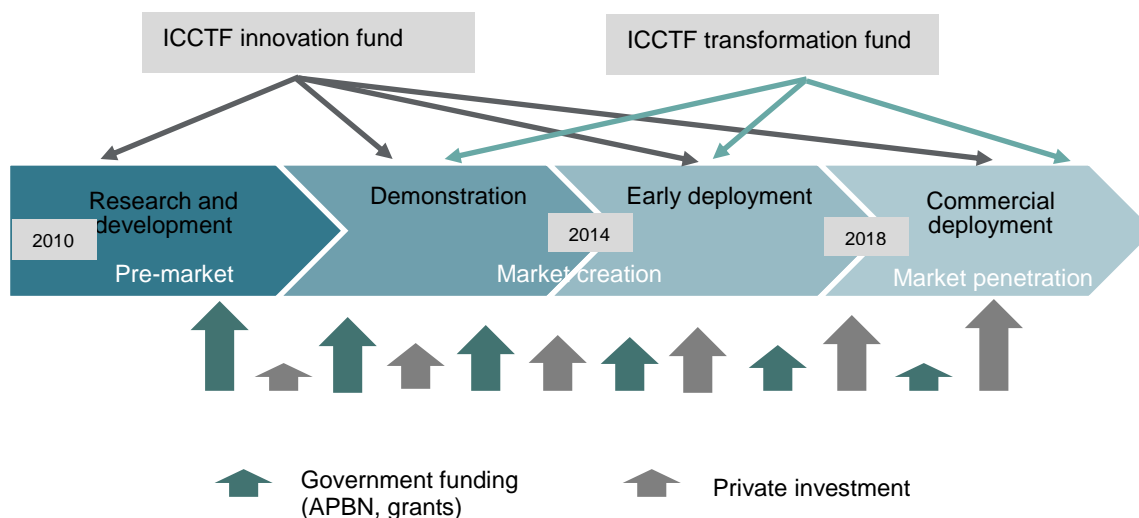 ICCTF innovation fund
ICCTF transformation fund
Research and
development
Demonstration
Early deployment
Commercial
deployment
2010
2014
2018
Pre-market
Market creation
Market penetration
Government funding
(APBN, grants)
Private investment